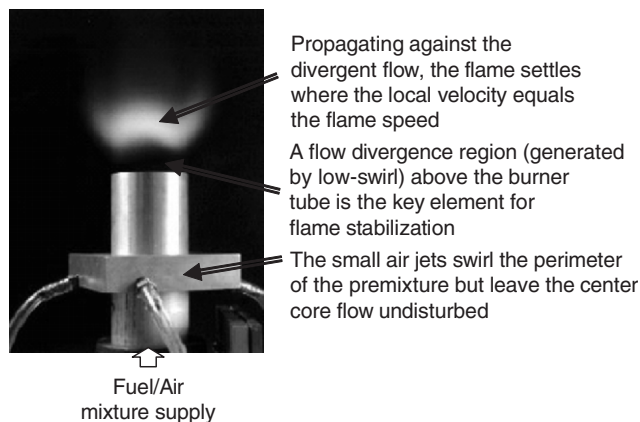 Propagating against the
divergent flow, the flame settles
where the local velocity equals
the flame speed
A flow divergence region (generated
by low-swirl) above the burner
tube is the key element for
flame stabilization
The small air jets swirl the perimeter
of the premixture but leave the center
core flow undisturbed
Fuel/Air
mixture supply